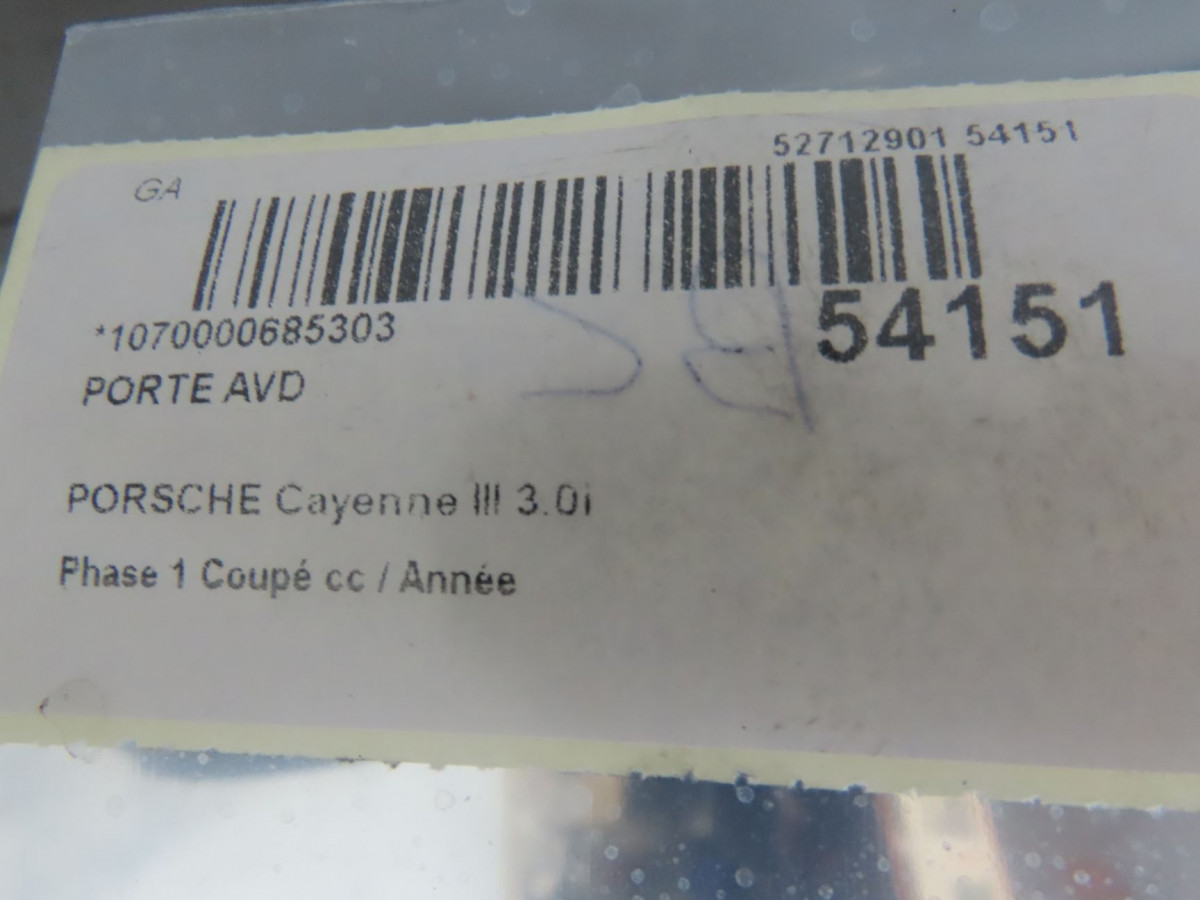 52712901 54151
GA
54151
*1070000685303
PORTE AVD
PORSCHE Cayenne III 3.0i
Phase 1 Coupé cc / Année